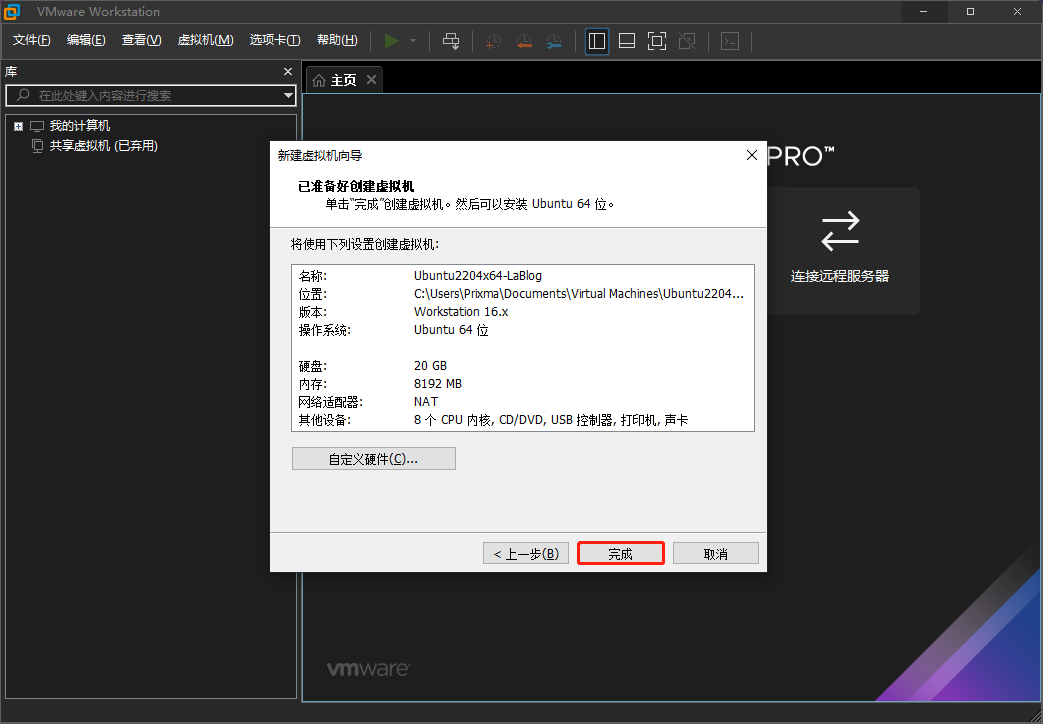 VMware Workstation
文件(F) 编辑(E) 查看(V) 虚拟机(M) 选项卡(T) 帮助(H)
库
在此处键入内容进行搜索
我的计算机
共享虚拟机 (已弃用)
主页
PRO™
连接远程服务器
新建虚拟机向导
已准备好创建虚拟机
单击“完成”创建虚拟机。然后可以安装 Ubuntu 64 位。
将使用下列设置创建虚拟机:
名称: Ubuntu2204x64-LaBlog
位置: C:\Users\Prixma\Documents\Virtual Machines\Ubuntu2204...
版本: Workstation 16.x
操作系统: Ubuntu 64 位
硬盘: 20 GB
内存: 8192 MB
网络适配器: NAT
其他设备: 8 个 CPU 内核, CD/DVD, USB 控制器, 打印机, 声卡
自定义硬件(C)...
< 上一步(B) 完成 取消
vmware